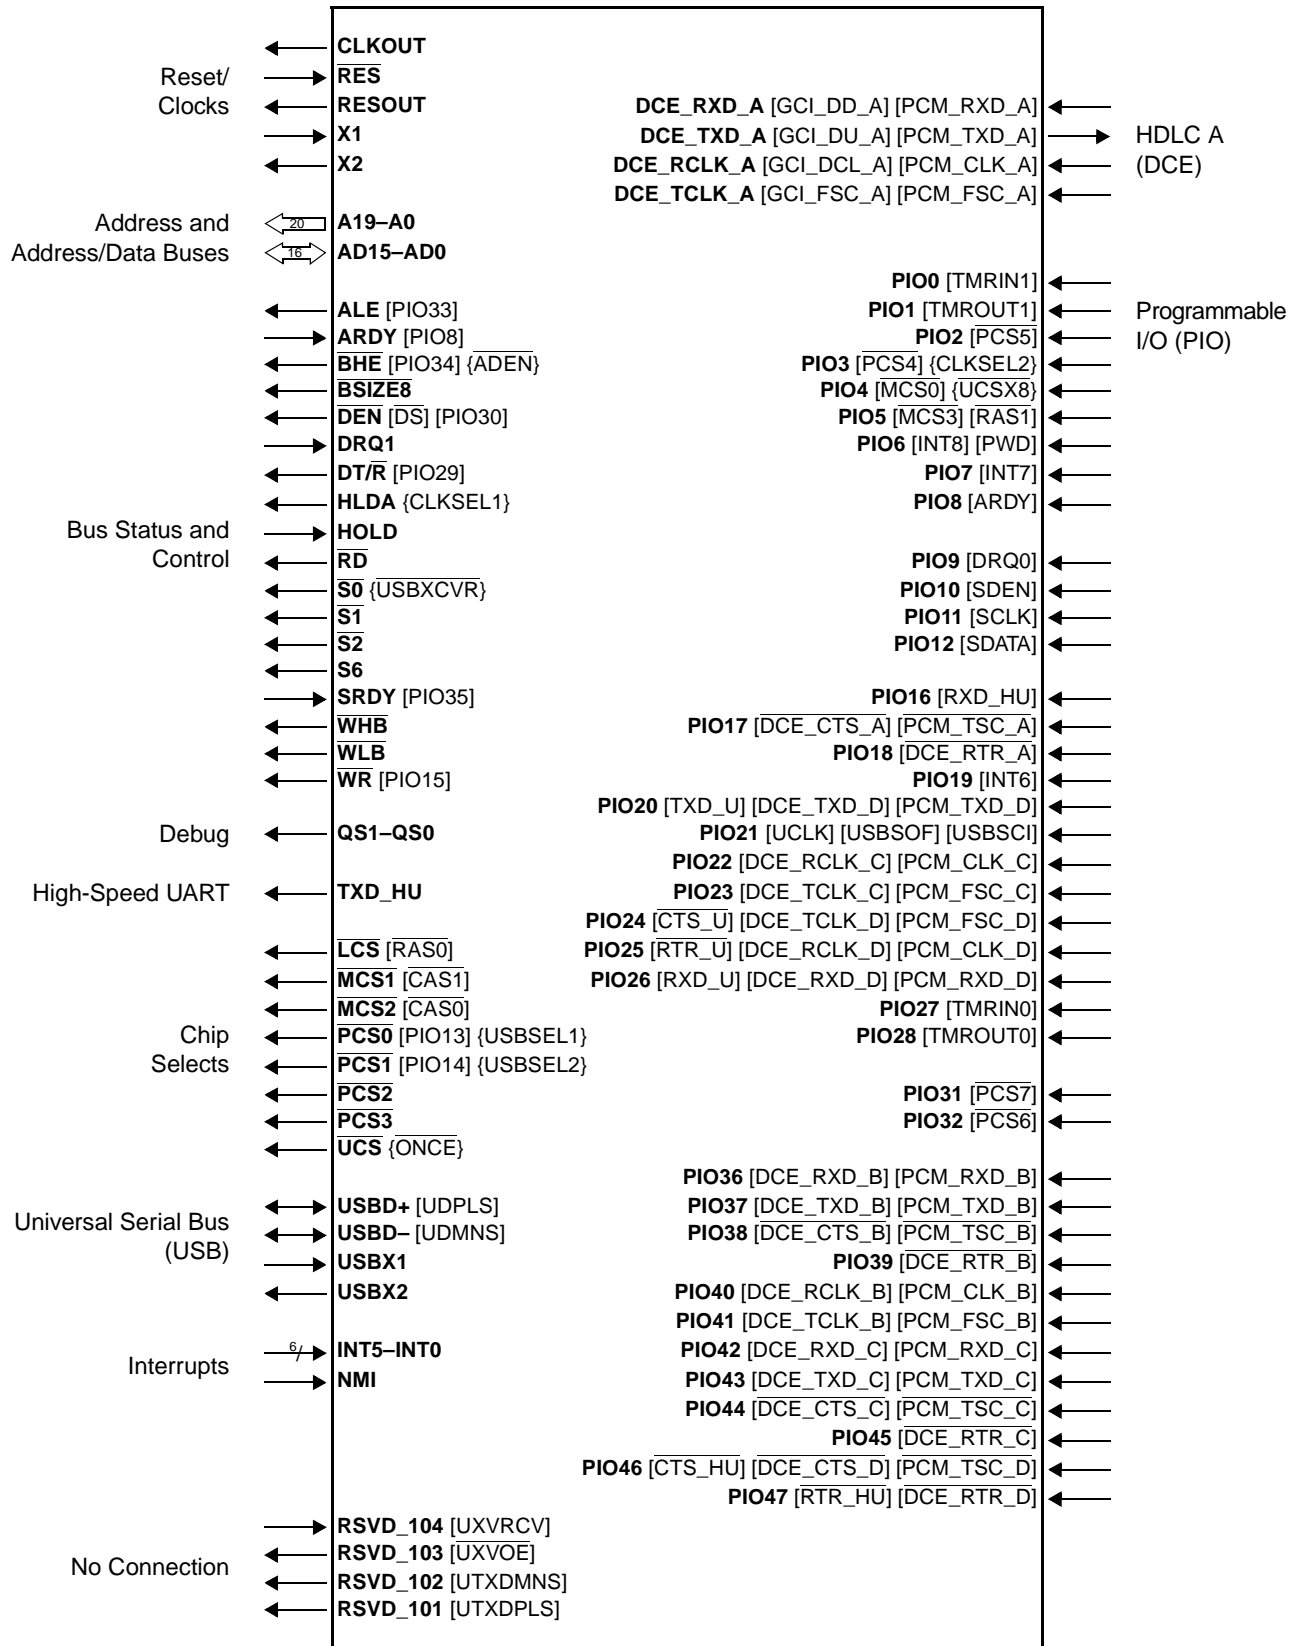 CLKOUT
Reset/
Clocks
RES
RESOUT
X1
X2
Address and
Address/Data Buses
20
A19–A0
16
AD15–AD0
ALE [PIO33]
ARDY [PIO8]
BHE [PIO34] {ADEN}
BSIZE8
DEN [DS] [PIO30]
DRQ1
DT/R [PIO29]
HLDA {CLKSEL1}
Bus Status and
Control
HOLD
RD
S0 {USBXCVR}
S1
S2
S6
SRDY [PIO35]
WHB
WLB
WR [PIO15]
Debug
QS1–QS0
High-Speed UART
TXD_HU
LCS [RAS0]
MCS1 [CAS1]
MCS2 [CAS0]
Chip
Selects
PCS0 [PIO13] {USBSEL1}
PCS1 [PIO14] {USBSEL2}
PCS2
PCS3
UCS {ONCE}
Universal Serial Bus
(USB)
USBD+ [UDPLS]
USBD– [UDMNS]
USBX1
USBX2
Interrupts
6/
INT5–INT0
NMI
No Connection
RSVD_104 [UXVRCV]
RSVD_103 [UXVOE]
RSVD_102 [UTXDMNS]
RSVD_101 [UTXDPLS]
DCE_RXD_A [GCI_DD_A] [PCM_RXD_A]
DCE_TXD_A [GCI_DU_A] [PCM_TXD_A]
DCE_RCLK_A [GCI_DCL_A] [PCM_CLK_A]
DCE_TCLK_A [GCI_FSC_A] [PCM_FSC_A]
HDLC A
(DCE)
PIO0 [TMRIN1]
PIO1 [TMROUT1]
PIO2 [PCS5]
PIO3 [PCS4] {CLKSEL2}
PIO4 [MCS0] {UCSX8}
PIO5 [MCS3] [RAS1]
PIO6 [INT8] [PWD]
PIO7 [INT7]
PIO8 [ARDY]
Programmable
I/O (PIO)
PIO9 [DRQ0]
PIO10 [SDEN]
PIO11 [SCLK]
PIO12 [SDATA]
PIO16 [RXD_HU]
PIO17 [DCE_CTS_A] [PCM_TSC_A]
PIO18 [DCE_RTR_A]
PIO19 [INT6]
PIO20 [TXD_U] [DCE_TXD_D] [PCM_TXD_D]
PIO21 [UCLK] [USBSOF] [USBSCI]
PIO22 [DCE_RCLK_C] [PCM_CLK_C]
PIO23 [DCE_TCLK_C] [PCM_FSC_C]
PIO24 [CTS_U] [DCE_TCLK_D] [PCM_FSC_D]
PIO25 [RTR_U] [DCE_RCLK_D] [PCM_CLK_D]
PIO26 [RXD_U] [DCE_RXD_D] [PCM_RXD_D]
PIO27 [TMRIN0]
PIO28 [TMROUT0]
PIO31 [PCS7]
PIO32 [PCS6]
PIO36 [DCE_RXD_B] [PCM_RXD_B]
PIO37 [DCE_TXD_B] [PCM_TXD_B]
PIO38 [DCE_CTS_B] [PCM_TSC_B]
PIO39 [DCE_RTR_B]
PIO40 [DCE_RCLK_B] [PCM_CLK_B]
PIO41 [DCE_TCLK_B] [PCM_FSC_B]
PIO42 [DCE_RXD_C] [PCM_RXD_C]
PIO43 [DCE_TXD_C] [PCM_TXD_C]
PIO44 [DCE_CTS_C] [PCM_TSC_C]
PIO45 [DCE_RTR_C]
PIO46 [CTS_HU] [DCE_CTS_D] [PCM_TSC_D]
PIO47 [RTR_HU] [DCE_RTR_D]